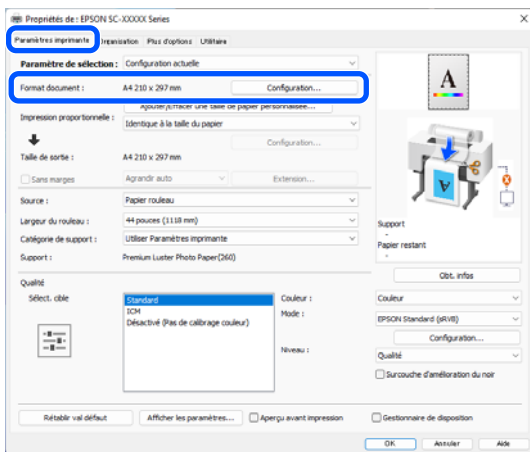 Propriétés de : EPSON SC-XXXXX Series
Paramètres imprimante Organisation Plus d'options Utilitaire
Paramètre de sélection : Configuration actuelle
Format document : A4 210 x 297 mm Configuration...
Ajouter/Effacer une taille de papier personnalisée...
Impression proportionnelle : Identique à la taille du papier
Configuration...
Taille de sortie : A4 210 x 297 mm
Sans marges Agrandir auto Extension...
Source : Papier rouleau
Largeur du rouleau : 44 pouces (1118 mm)
Catégorie de support : Utiliser Paramètres imprimante
Support : Premium Luster Photo Paper(260)
A
A
Support
-
Papier restant
-
Obt. infos
Qualité
Sélect. cible
Standard
ICM
Désactivé (Pas de calibrage couleur)
Couleur : Couleur
Mode : EPSON Standard (sRVB)
Configuration...
Niveau : Qualité
Surcouche d'amélioration du noir
Rétablir val défaut Afficher les paramètres... Aperçu avant impression Gestionnaire de disposition
OK Annuler Aide